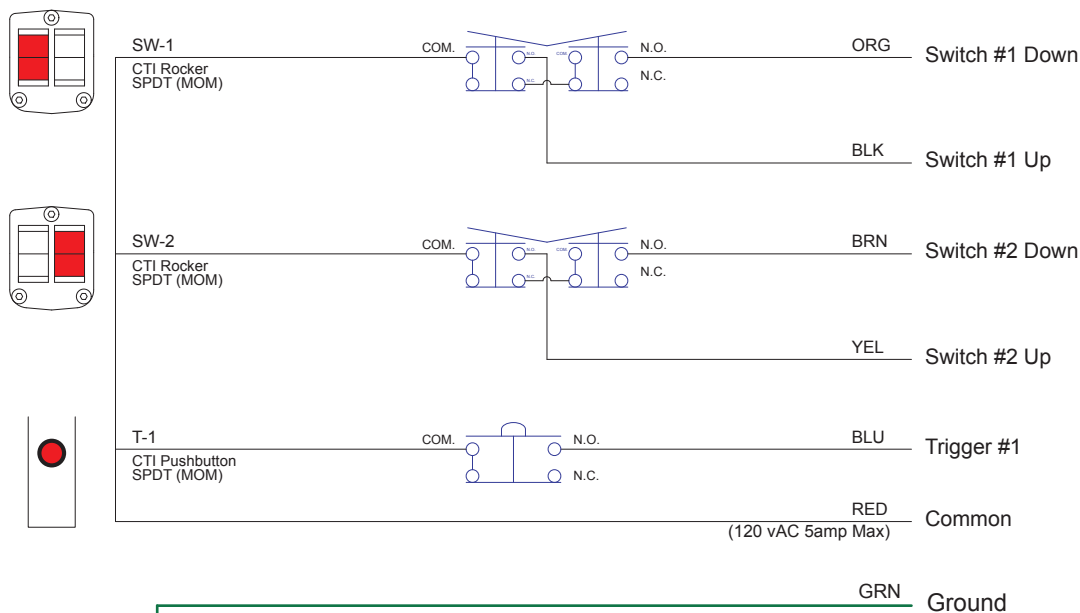 SW-1
CTI Rocker
SPDT (MOM)
COM.
N.O.
N.C.
COM.
N.O.
N.C.
ORG
Switch #1 Down
BLK
Switch #1 Up
SW-2
CTI Rocker
SPDT (MOM)
COM.
N.O.
N.C.
COM.
N.O.
N.C.
BRN
Switch #2 Down
YEL
Switch #2 Up
T-1
CTI Pushbutton
SPDT (MOM)
COM.
N.O.
N.C.
BLU
Trigger #1
RED
(120 vAC 5amp Max)
Common
GRN
Ground